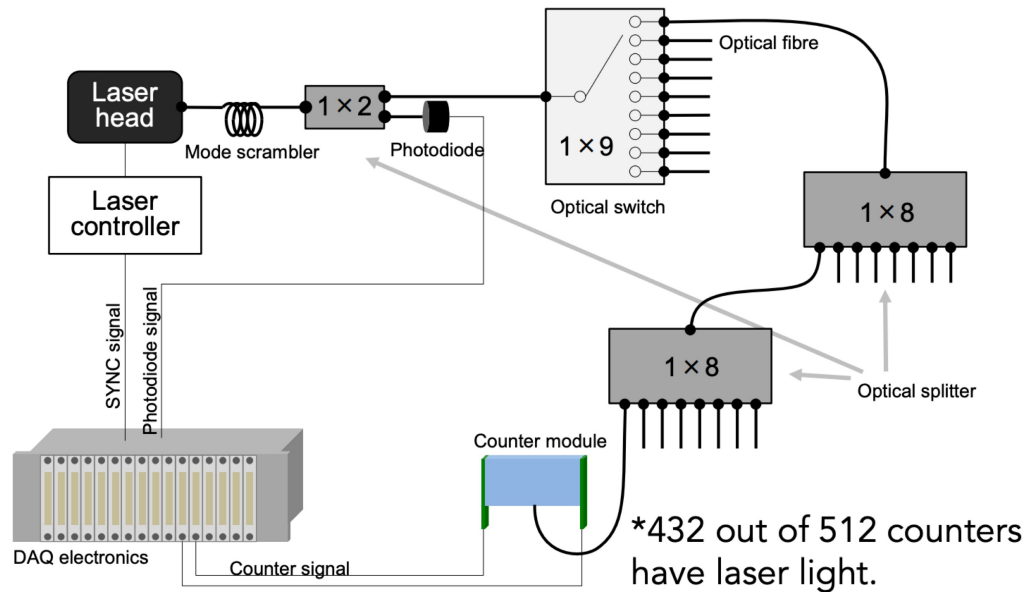 Laser
head
Mode scrambler
1 × 2
Photodiode
1 × 9
Optical switch
Optical fibre
1 × 8
Laser
controller
SYNC signal
Photodiode signal
1 × 8
Optical splitter
Counter module
DAQ electronics
Counter signal
*432 out of 512 counters
have laser light.